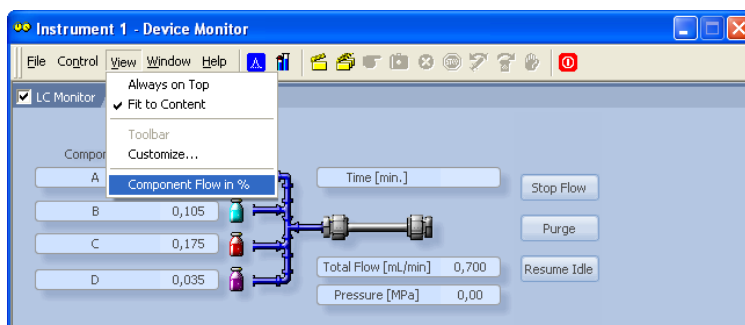 Instrument 1 - Device Monitor
File Control View Window Help
Always on Top
LC Monitor
✓ Fit to Content
Toolbar
Customize...
Compor
Component Flow in %
A
Time [min.]
Stop Flow
B 0,105
Purge
C 0,175
Total Flow [mL/min] 0,700
Resume Idle
D 0,035
Pressure [MPa] 0,00